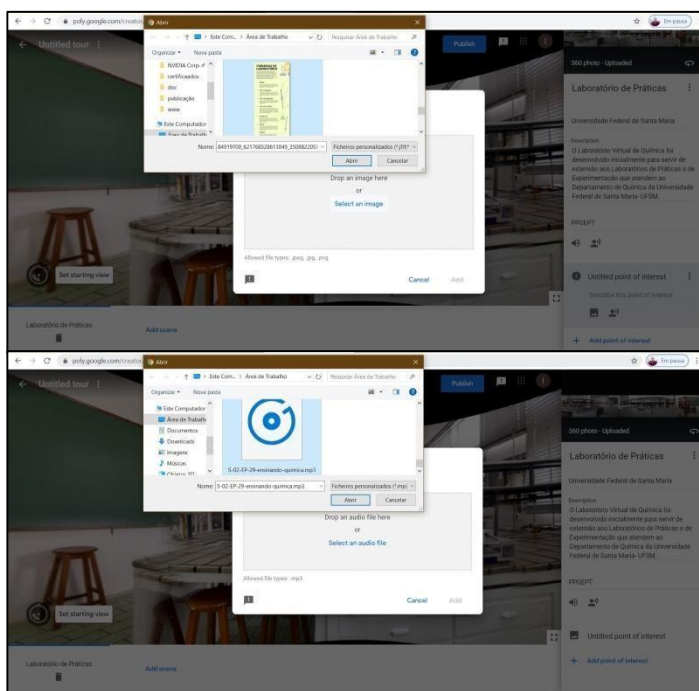 poly.google.com/creator
Abrir
Em pausa
Este Com... > Área de Trabalho
Pesquisar Área de Trabalho
Untitled tour
Organizar
Nova pasta
Publish
NVIDIA Corp
certificados
doc
publicação
www
Este Computador
Área de Trabalh
Nome:
Ficheiros personalizados (*.jfif
Abrir
Cancelar
Drop an image here
or
Select an image
Allowed file types: .jpeg, .jpg, .png
Cancel
Add
Set starting view
Laboratório de Práticas
Add scene
360 photo - Uploaded
Laboratório de Práticas
Universidade Federal de Santa Maria
Description
O Laboratório Virtual de Química foi
desenvolvido inicialmente para servir de
extensão aos Laboratórios de Práticas e de
Experimentação que atendem ao
Departamento de Química da Universidade
Federal de Santa Maria- UFSM.
PPGEPT
Untitled point of interest
Describe this point of interest
Add point of interest
poly.google.com/creator
Abrir
Em pausa
Este Com... > Área de Trabalho
Pesquisar Área de Trabalho
Untitled tour
Organizar
Nova pasta
Publish
Este Computador
Área de Trabalh
Documentos
Downloads
Imagens
Músicas
Objetos 3D
S-02-EP-29-ensinando-quimica.mp3
Nome: S-02-EP-29-ensinando-quimica.mp3
Ficheiros personalizados (*.mp3
Abrir
Cancelar
Drop an audio file here
or
Select an audio file
Allowed file types: .mp3
Cancel
Add
Set starting view
Laboratório de Práticas
Add scene
360 photo - Uploaded
Laboratório de Práticas
Universidade Federal de Santa Maria
Description
O Laboratório Virtual de Química foi
desenvolvido inicialmente para servir de
extensão aos Laboratórios de Práticas e de
Experimentação que atendem ao
Departamento de Química da Universidade
Federal de Santa Maria- UFSM.
PPGEPT
Untitled point of interest
Add point of interest